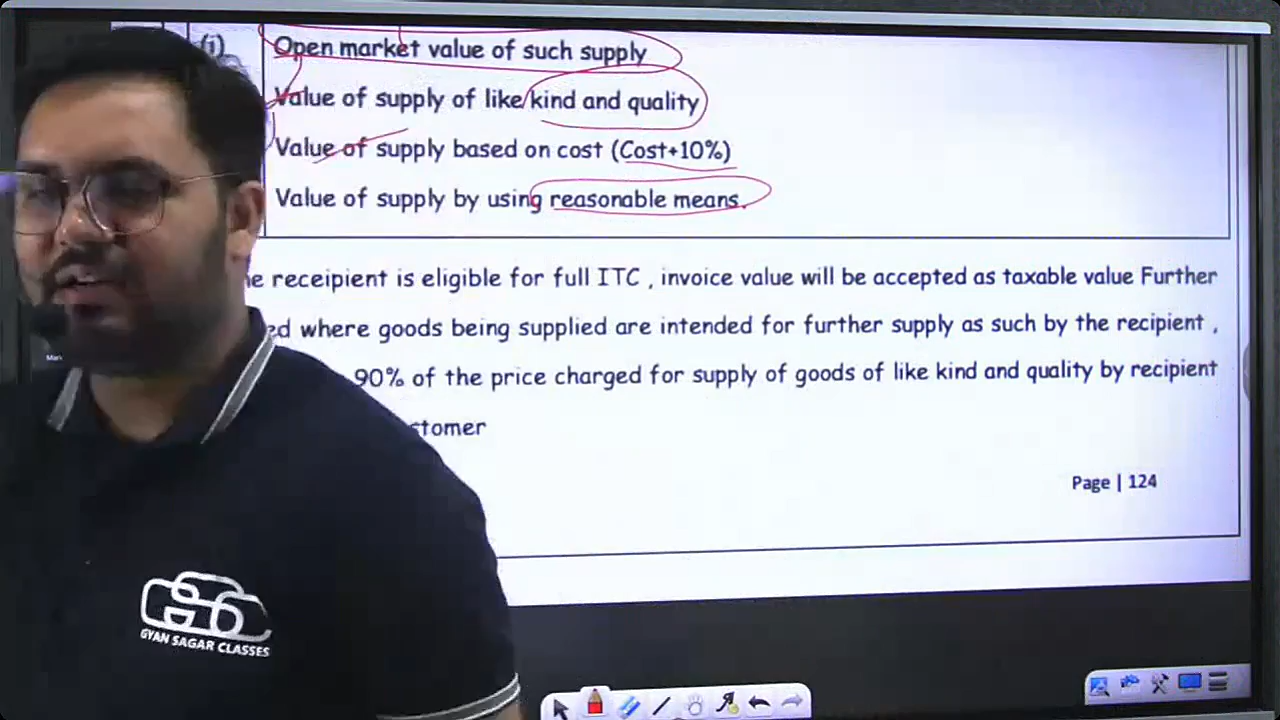 (i) Open market value of such supply
Value of supply of like kind and quality
Value of supply based on cost (Cost+10%)
Value of supply by using reasonable means.
receipient is eligible for full ITC , invoice value will be accepted as taxable value Further
where goods being supplied are intended for further supply as such by the recipient ,
90% of the price charged for supply of goods of like kind and quality by recipient
Page | 124
GSC
GYAN SAGAR CLASSES